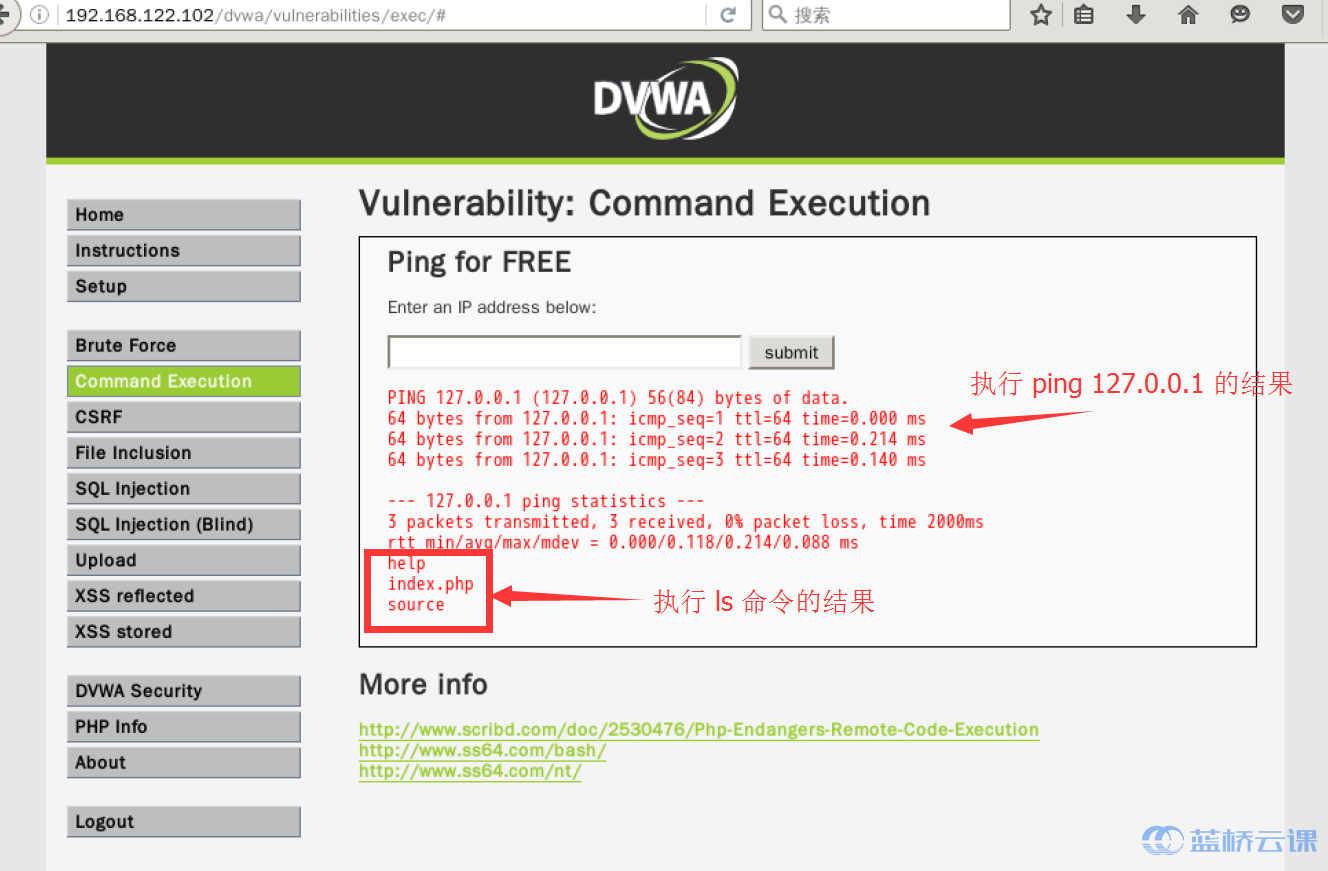 192.168.122.102/dvwa/vulnerabilities/exec/#
搜索
DVWA
Home
Instructions
Setup
Brute Force
Command Execution
CSRF
File Inclusion
SQL Injection
SQL Injection (Blind)
Upload
XSS reflected
XSS stored
DVWA Security
PHP Info
About
Logout
Vulnerability: Command Execution
Ping for FREE
Enter an IP address below:
submit
PING 127.0.0.1 (127.0.0.1) 56(84) bytes of data.
64 bytes from 127.0.0.1: icmp_seq=1 ttl=64 time=0.000 ms
64 bytes from 127.0.0.1: icmp_seq=2 ttl=64 time=0.214 ms
64 bytes from 127.0.0.1: icmp_seq=3 ttl=64 time=0.140 ms
执行 ping 127.0.0.1 的结果
--- 127.0.0.1 ping statistics ---
3 packets transmitted, 3 received, 0% packet loss, time 2000ms
rtt min/avg/max/mdev = 0.000/0.118/0.214/0.088 ms
help
index.php
source
执行 ls 命令的结果
More info
http://www.scribd.com/doc/2530476/Php-Endangers-Remote-Code-Execution
http://www.ss64.com/bash/
http://www.ss64.com/nt/
蓝桥云课